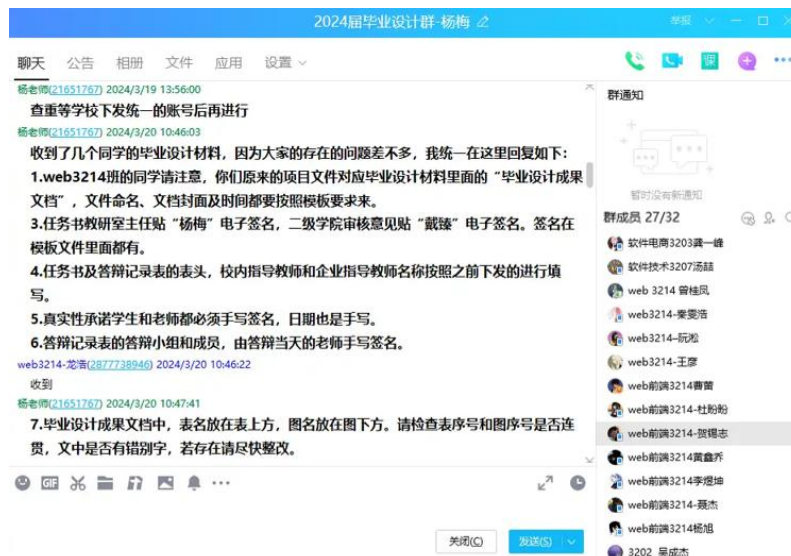 2024届毕业设计群-杨梅
举报
聊天 公告 相册 文件 应用 设置
课
杨老师(21651767) 2024/3/19 13:56:00
查重等学校下发统一的账号后再进行
杨老师(21651767) 2024/3/20 10:46:03
收到了几个同学的毕业设计材料，因为大家的存在的问题差不多，我统一在这里回复如下：
1.web3214班的同学请注意，你们原来的项目文件对应毕业设计材料里面的“毕业设计成果
文档”，文件命名、文档封面及时间都要按照模板要求来。
3.任务书教研室主任贴“杨梅”电子签名，二级学院审核意见贴“戴臻”电子签名。签名在
模板文件里面都有。
4.任务书及答辩记录表的表头，校内指导教师和企业指导教师名称按照之前下发的进行填
写。
5.真实性承诺学生和老师都必须手写签名，日期也是手写。
6.答辩记录表的答辩小组和成员，由答辩当天的老师手写签名。
web3214-龙浩(2877738946) 2024/3/20 10:46:22
收到
杨老师(21651767) 2024/3/20 10:47:41
7.毕业设计成果文档中，表名放在表上方，图名放在图下方。请检查表序号和图序号是否连
贯，文中是否有错别字，若存在请尽快整改。
GIF
关闭(C) 发送(S)
群通知
暂时没有新通知
群成员 27/32
软件电商3203龚一峰
软件技术3207汤喆
web 3214 曾桂凤
web3214-秦雯浩
web3214-阮淞
web3214-王彦
web前端3214曹蕾
web前端3214-杜盼盼
web前端3214-贺锡志
web前端3214黄鑫乔
web前端3214李煜坤
web前端3214-聂杰
web前端3214杨旭
3202 吴成杰